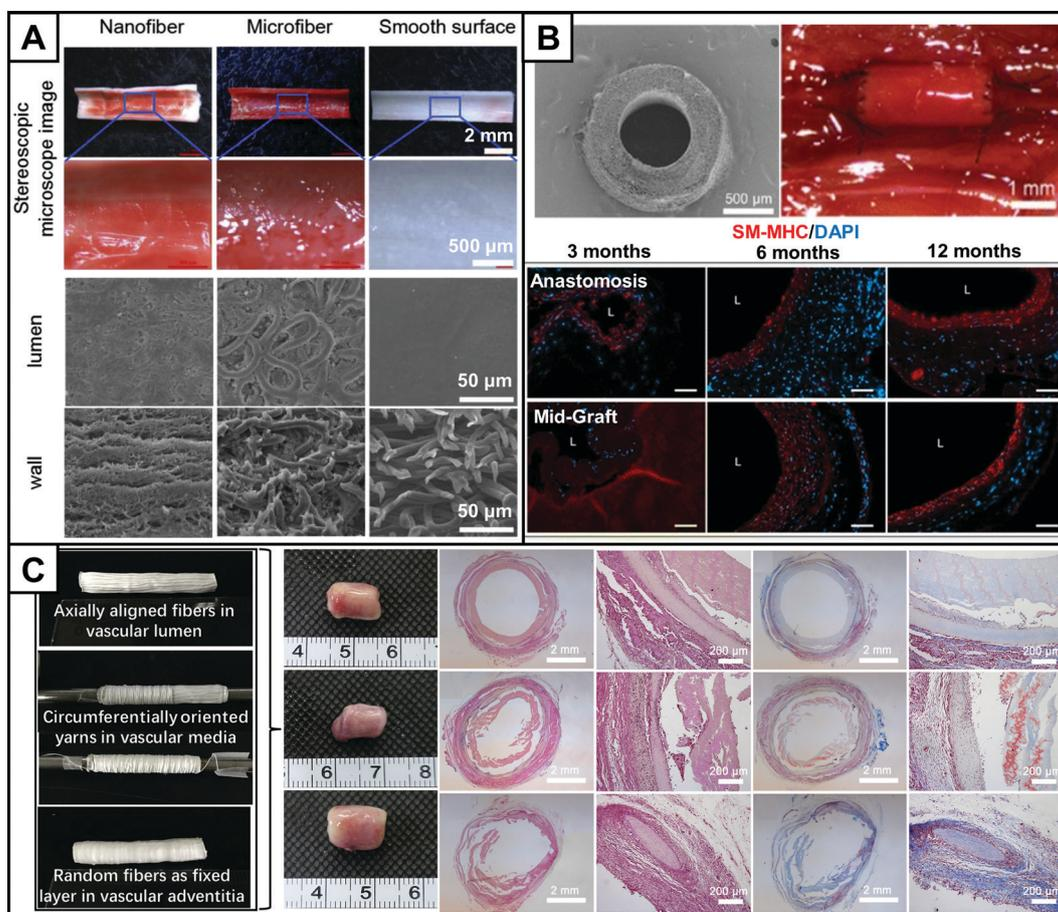 A
Nanofiber
Microfiber
Smooth surface
Stereoscopic
microscope image
2 mm
500 µm
lumen
50 µm
wall
50 µm
B
500 µm
1 mm
SM-MHC/DAPI
3 months
6 months
12 months
Anastomosis
L
L
L
Mid-Graft
L
L
L
C
Axially aligned fibers in
vascular lumen
Circumferentially oriented
yarns in vascular media
Random fibers as fixed
layer in vascular adventitia
4 5 6
2 mm
200 µm
2 mm
200 µm
6 7 8
2 mm
200 µm
2 mm
200 µm
4 5 6
2 mm
200 µm
2 mm
200 µm